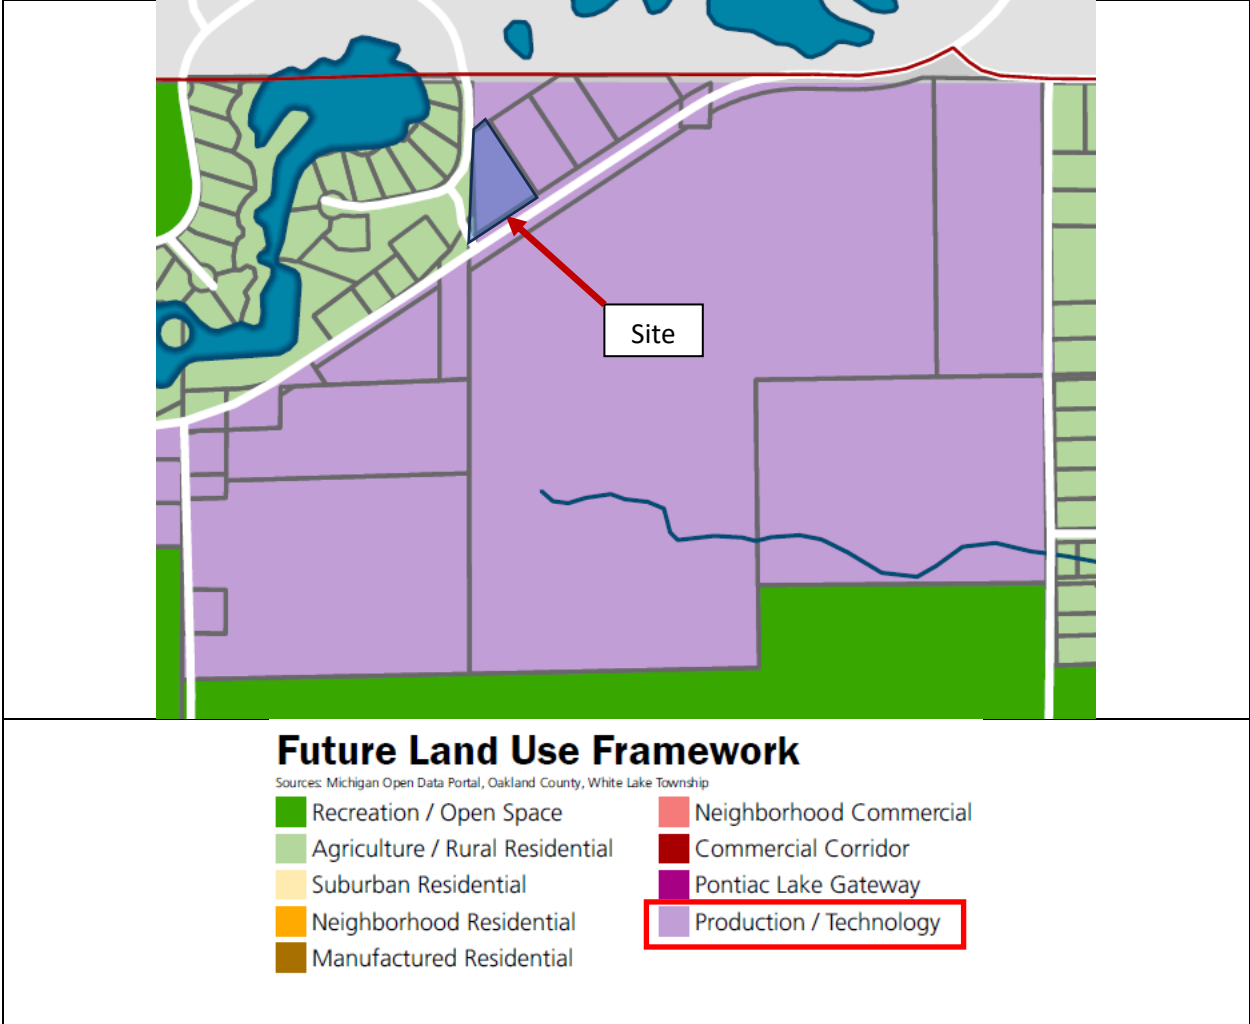 Site
Future Land Use Framework
Sources: Michigan Open Data Portal, Oakland County, White Lake Township
Recreation / Open Space
Agriculture / Rural Residential
Suburban Residential
Neighborhood Residential
Manufactured Residential
Neighborhood Commercial
Commercial Corridor
Pontiac Lake Gateway
Production / Technology